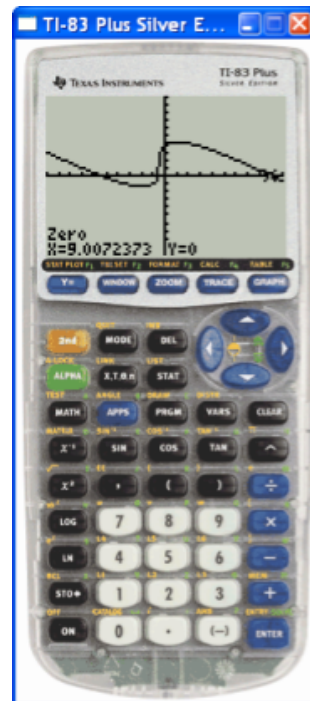 TI-83 Plus Silver E...
TEXAS INSTRUMENTS
TI-83 Plus
SILVER EDITION
Zero
X=9.0072373 Y=0
STAT PLOT F1 TBLSET F2 FORMAT F3 CALC F4 TABLE F5
Y= WINDOW ZOOM TRACE GRAPH
QUIT INS
2nd MODE DEL
A-LOCK LINK LIST
ALPHA X,T,θ,n STAT
TEST ANGLE DRAW DISTR
MATH APPS PRGM VARS CLEAR
MATRIX SIN⁻¹ COS⁻¹ TAN⁻¹ π
X⁻¹ SIN COS TAN ^
EE
X² , ( ) ÷
LOG 7 8 9 ×
L4 L5 L6
LN 4 5 6 −
RCL L1 L2 L3 MEM
STO→ 1 2 3 +
OFF CATALOG ANS ENTRY
ON 0 . (−) ENTER